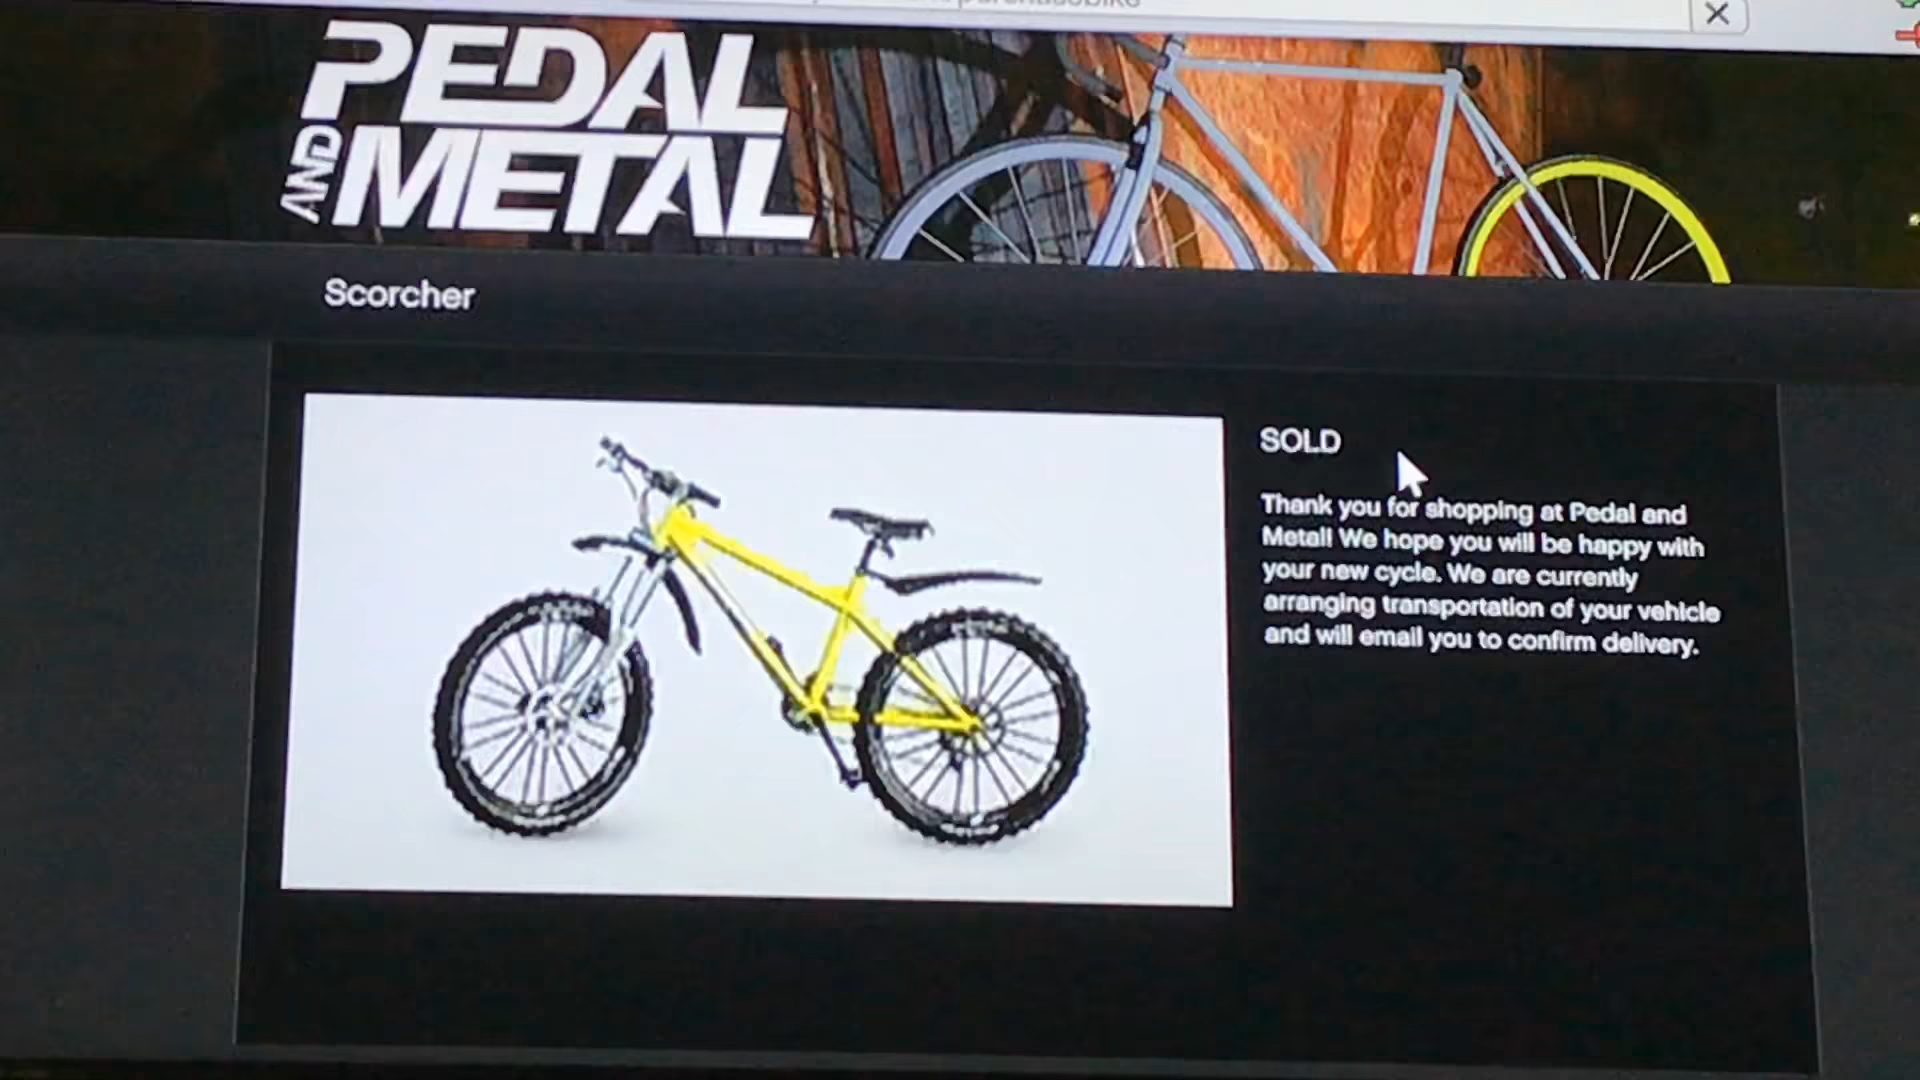 PEDAL
AND
METAL
Scorcher
SOLD
Thank you for shopping at Pedal and
Metal! We hope you will be happy with
your new cycle. We are currently
arranging transportation of your vehicle
and will email you to confirm delivery.